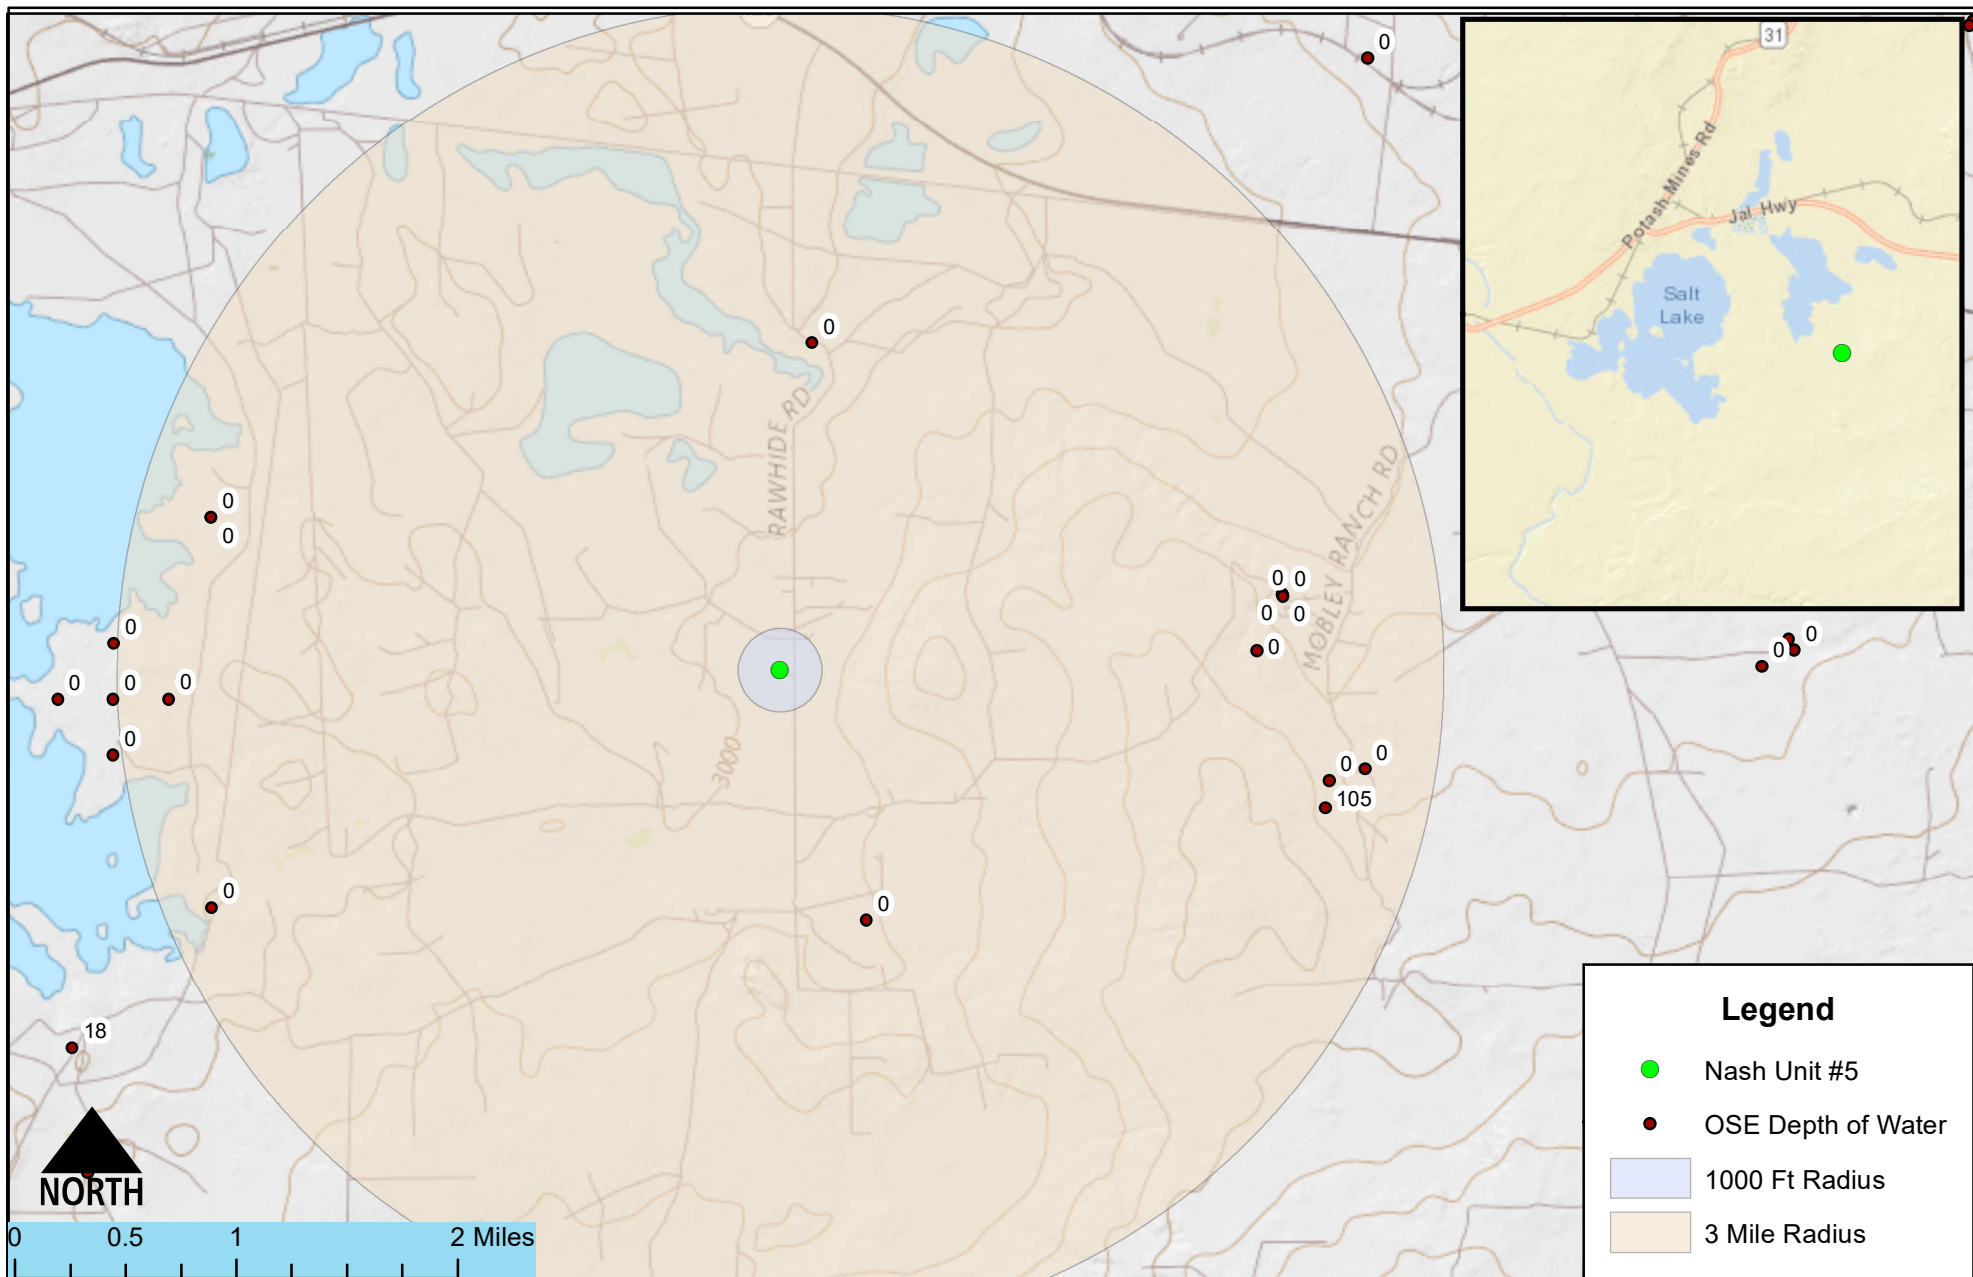 0
31
Potash Mines Rd
Jal Hwy
Salt
Lake
0
RAWHIDE RD
MOBLEY RANCH RD
0
0
0 0
0 0
0
0
0
0
0
0
0
0
0
3000
0
0
105
0
0
18
NORTH
0 0.5 1 2 Miles
Legend
Nash Unit #5
OSE Depth of Water
1000 Ft Radius
3 Mile Radius